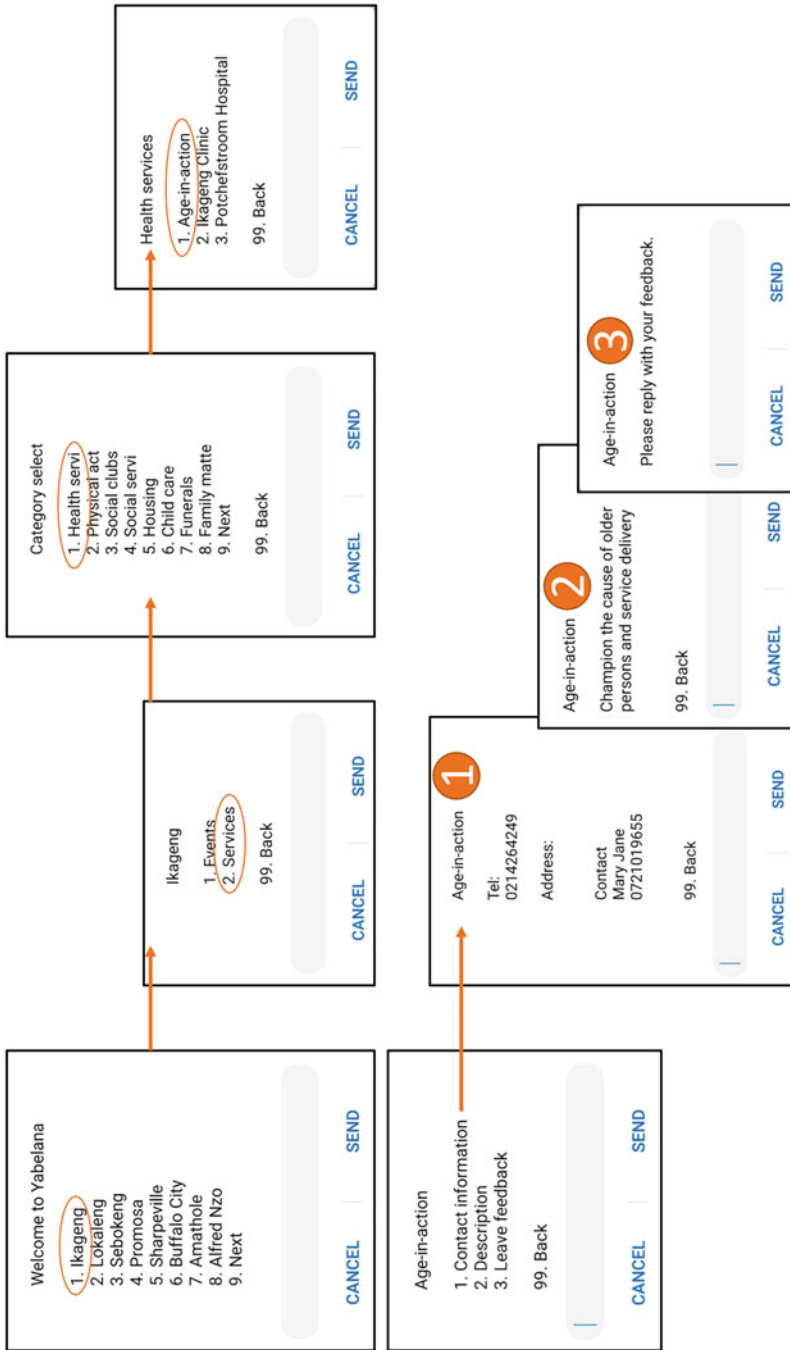 Welcome to Yabelana
1. Ikageng
2. Lokaleng
3. Sebokeng
4. Promosa
5. Sharpeville
6. Buffalo City
7. Amathole
8. Alfred Nzo
9. Next
CANCEL
SEND
Ikageng
1. Events
2. Services
99. Back
CANCEL
SEND
Category select
1. Health servi
2. Physical act
3. Social clubs
4. Social servi
5. Housing
6. Child care
7. Funerals
8. Family matte
9. Next
99. Back
CANCEL
SEND
Health services
1. Age-in-action
2. Ikageng Clinic
3. Potchefstroom Hospital
99. Back
CANCEL
SEND
Age-in-action
1. Contact information
2. Description
3. Leave feedback
99. Back
CANCEL
SEND
Age-in-action
1
Tel:
0214264249
Address:
Contact
Mary Jane
0721019655
99. Back
CANCEL
SEND
Age-in-action
2
Champion the cause of older
persons and service delivery
99. Back
CANCEL
SEND
Age-in-action
3
Please reply with your feedback.
CANCEL
SEND